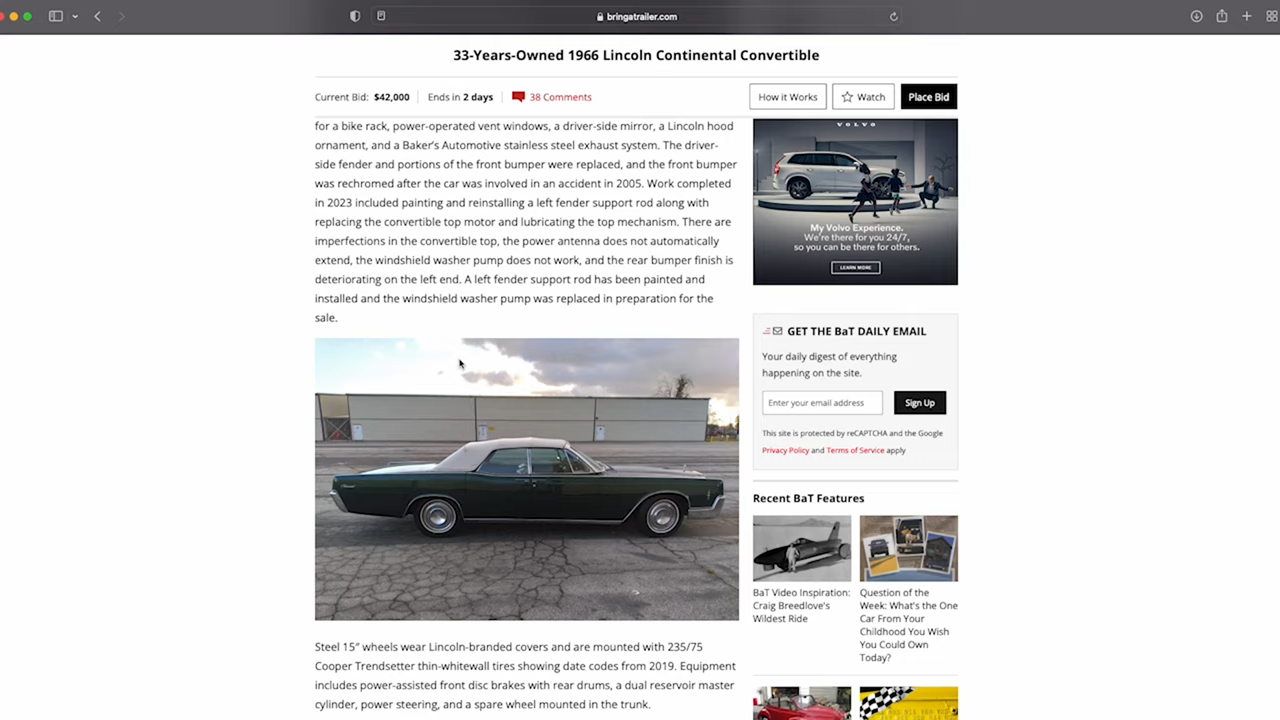 bringatrailer.com
33-Years-Owned 1966 Lincoln Continental Convertible
Current Bid: $42,000
Ends in 2 days
38 Comments
How it Works
Watch
Place Bid
for a bike rack, power-operated vent windows, a driver-side mirror, a Lincoln hood
ornament, and a Baker's Automotive stainless steel exhaust system. The driver-
side fender and portions of the front bumper were replaced, and the front bumper
was rechromed after the car was involved in an accident in 2005. Work completed
in 2023 included painting and reinstalling a left fender support rod along with
replacing the convertible top motor and lubricating the top mechanism. There are
imperfections in the convertible top, the power antenna does not automatically
extend, the windshield washer pump does not work, and the rear bumper finish is
deteriorating on the left end. A left fender support rod has been painted and
installed and the windshield washer pump was replaced in preparation for the
sale.
Steel 15″ wheels wear Lincoln-branded covers and are mounted with 235/75
Cooper Trendsetter thin-whitewall tires showing date codes from 2019. Equipment
includes power-assisted front disc brakes with rear drums, a dual reservoir master
cylinder, power steering, and a spare wheel mounted in the trunk.
VOLVO
My Volvo Experience.
We're there for you 24/7,
so you can be there for others.
LEARN MORE
GET THE BaT DAILY EMAIL
Your daily digest of everything
happening on the site.
Enter your email address
Sign Up
This site is protected by reCAPTCHA and the Google
Privacy Policy and Terms of Service apply
Recent BaT Features
BaT Video Inspiration:
Craig Breedlove's
Wildest Ride
Question of the
Week: What's the One
Car From Your
Childhood You Wish
You Could Own
Today?